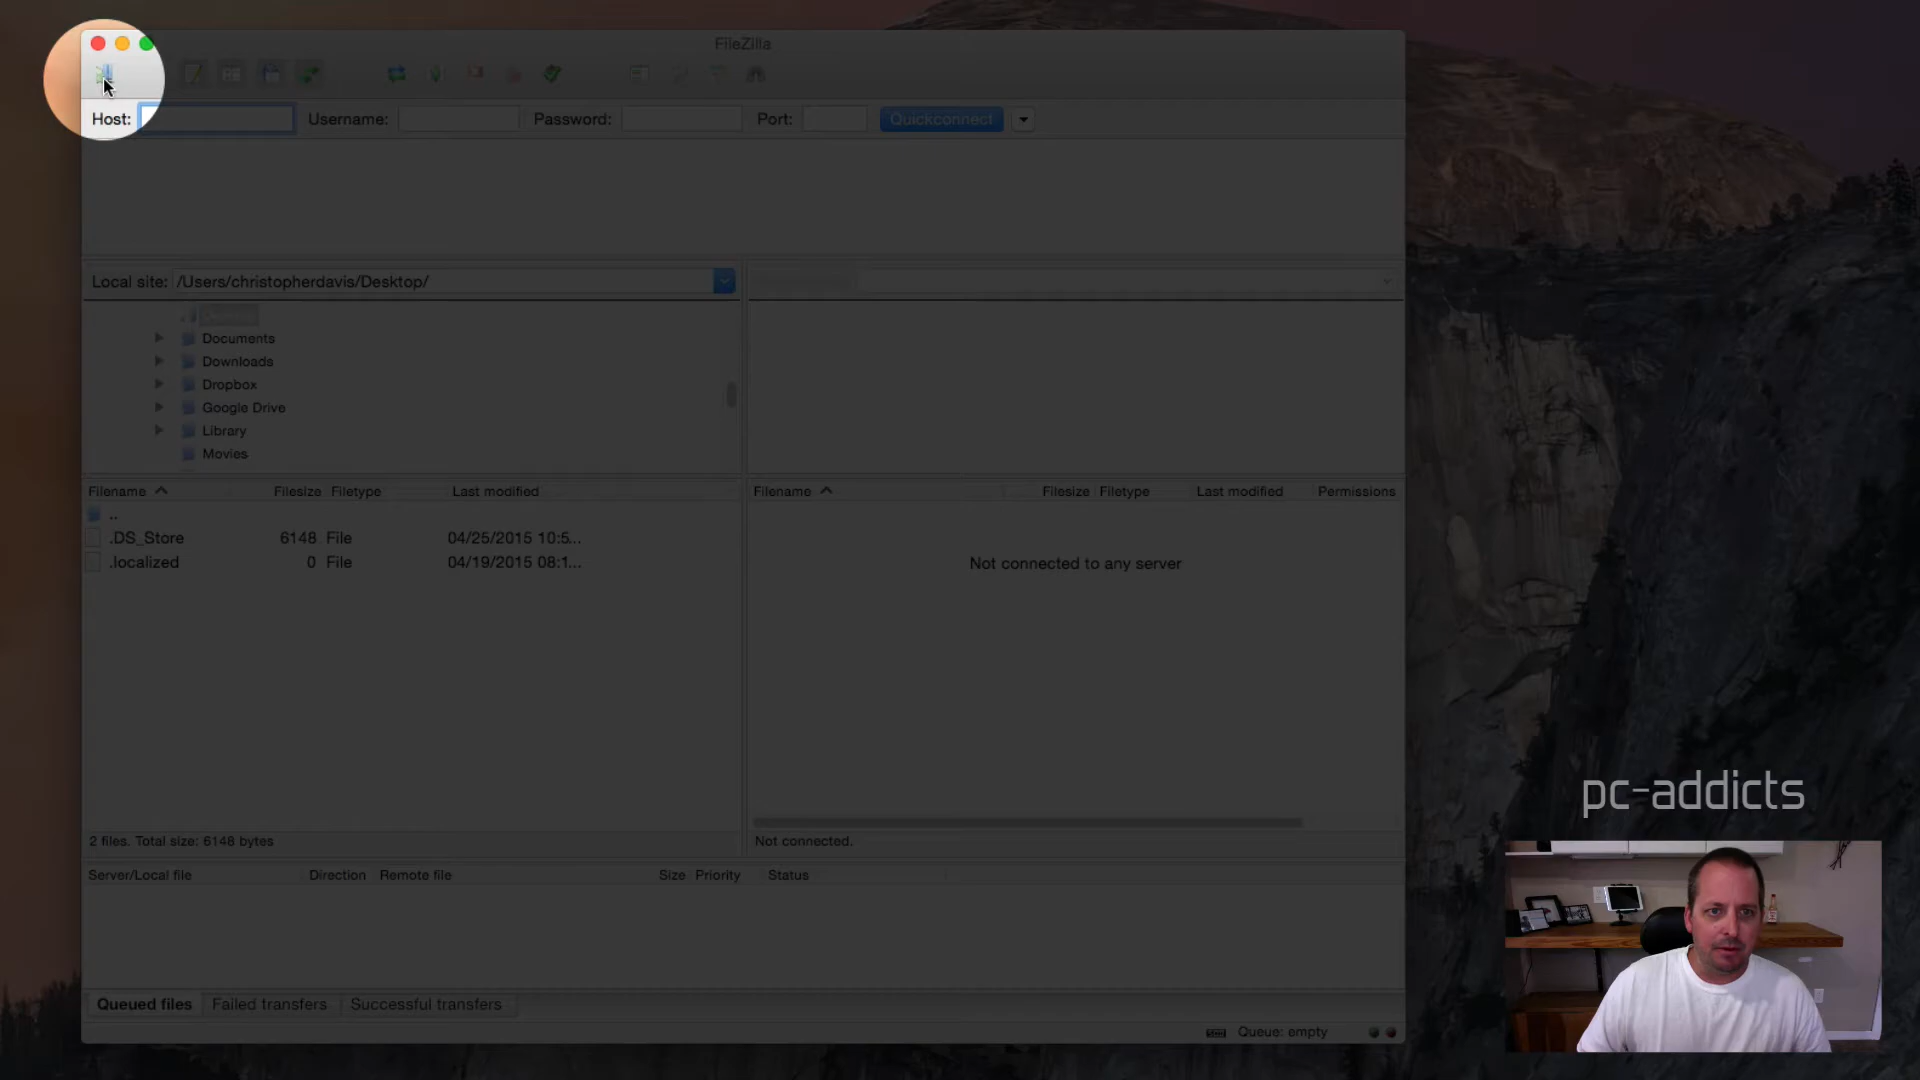 FileZilla
Host:
Username:
Password:
Port:
Quickconnect
Local site: /Users/christopherdavis/Desktop/
Documents
Downloads
Dropbox
Google Drive
Library
Movies
Filename Filesize Filetype Last modified
..
.DS_Store 6148 File 04/25/2015 10:5...
.localized 0 File 04/19/2015 08:1...
2 files. Total size: 6148 bytes
Filename Filesize Filetype Last modified Permissions
Not connected to any server
Not connected.
Server/Local file Direction Remote file Size Priority Status
Queued files Failed transfers Successful transfers
Queue: empty
pc-addicts